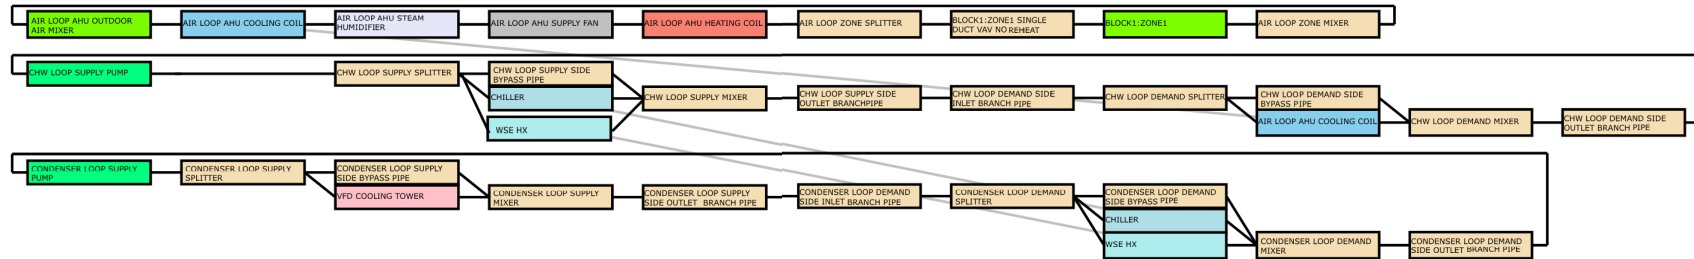 AIR LOOP AHU OUTDOOR
AIR MIXER
AIR LOOP AHU COOLING COIL
AIR LOOP AHU STEAM
HUMIDIFIER
AIR LOOP AHU SUPPLY FAN
AIR LOOP AHU HEATING COIL
AIR LOOP ZONE SPLITTER
BLOCK1:ZONE1 SINGLE
DUCT VAV NO REHEAT
BLOCK1:ZONE1
AIR LOOP ZONE MIXER
CHW LOOP SUPPLY PUMP
CHW LOOP SUPPLY SPLITTER
CHW LOOP SUPPLY SIDE
BYPASS PIPE
CHILLER
WSE HX
CHW LOOP SUPPLY MIXER
CHW LOOP SUPPLY SIDE
OUTLET BRANCHPIPE
CHW LOOP DEMAND SIDE
INLET BRANCH PIPE
CHW LOOP DEMAND SPLITTER
CHW LOOP DEMAND SIDE
BYPASS PIPE
AIR LOOP AHU COOLING COIL
CHW LOOP DEMAND MIXER
CHW LOOP DEMAND SIDE
OUTLET BRANCH PIPE
CONDENSER LOOP SUPPLY
PUMP
CONDENSER LOOP SUPPLY
SPLITTER
CONDENSER LOOP SUPPLY
SIDE BYPASS PIPE
VFD COOLING TOWER
CONDENSER LOOP SUPPLY
MIXER
CONDENSER LOOP SUPPLY
SIDE OUTLET BRANCH PIPE
CONDENSER LOOP DEMAND
SIDE INLET BRANCH PIPE
CONDENSER LOOP DEMAND
SPLITTER
CONDENSER LOOP DEMAND
SIDE BYPASS PIPE
CHILLER
WSE HX
CONDENSER LOOP DEMAND
MIXER
CONDENSER LOOP DEMAND
SIDE OUTLET BRANCH PIPE